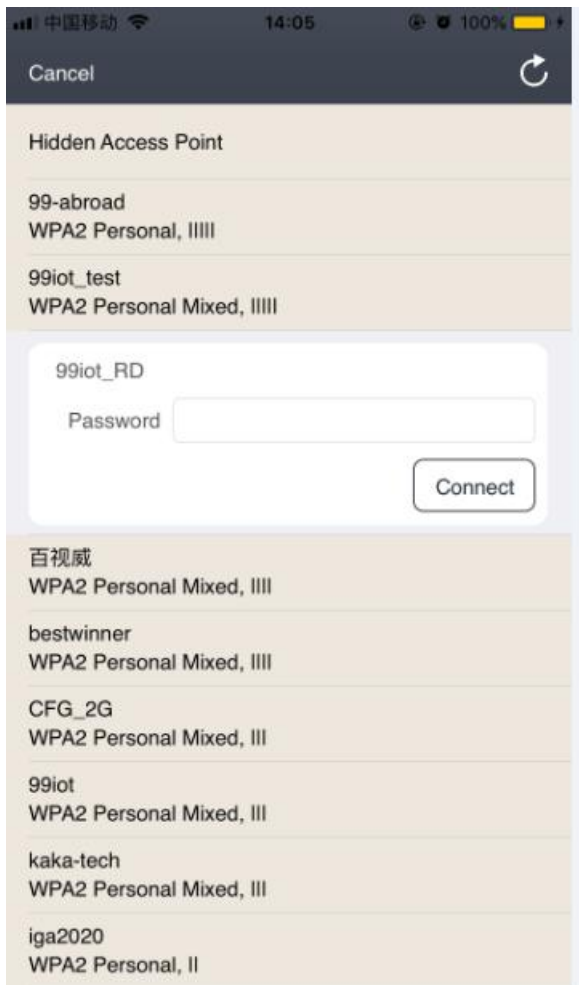 中国移动 14:05 100%
Cancel
Hidden Access Point
99-abroad
WPA2 Personal, IIIII
99iot_test
WPA2 Personal Mixed, IIIII
99iot_RD
Password
Connect
百视威
WPA2 Personal Mixed, IIII
bestwinner
WPA2 Personal Mixed, IIII
CFG_2G
WPA2 Personal Mixed, III
99iot
WPA2 Personal Mixed, III
kaka-tech
WPA2 Personal Mixed, III
iga2020
WPA2 Personal, II